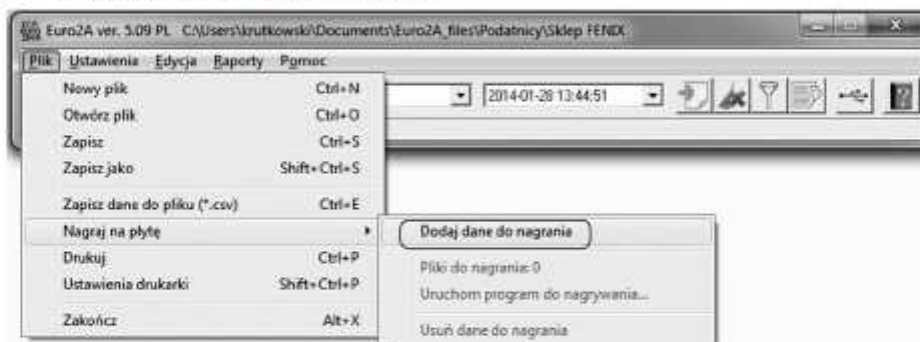 Euro2A ver. 5.09 PL C:\Users\krutkowski\Documents\Euro2A_files\Podatnicy\Sklep FENIX
Plik Ustawienia Edycja Raporty Pomoc
Nowy plik Ctrl+N
2014-01-28 13:44:51
Otwórz plik Ctrl+O
Zapisz Ctrl+S
Zapisz jako Shift+Ctrl+S
Zapisz dane do pliku (*.csv) Ctrl+E
Nagraj na płytę
Dodaj dane do nagrania
Drukuj Ctrl+P
Pliki do nagrania: 0
Ustawienia drukarki Shift+Ctrl+P
Uruchom program do nagrywania...
Zakończ Alt+X
Usuń dane do nagrania